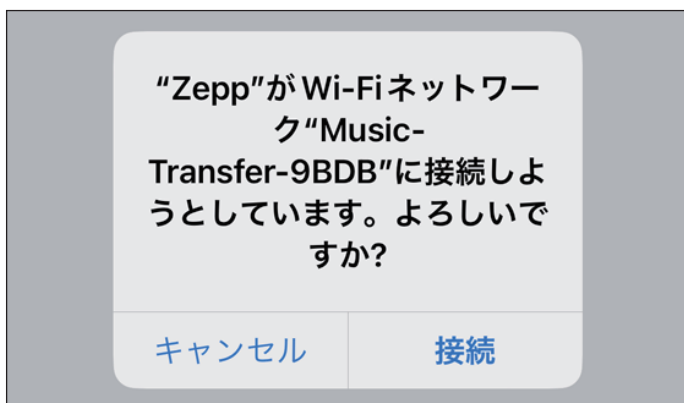 “Zepp”がWi-Fiネットワー
ク“Music-
Transfer-9BDB”に接続しよ
うとしています。よろしいで
すか?
キャンセル
接続